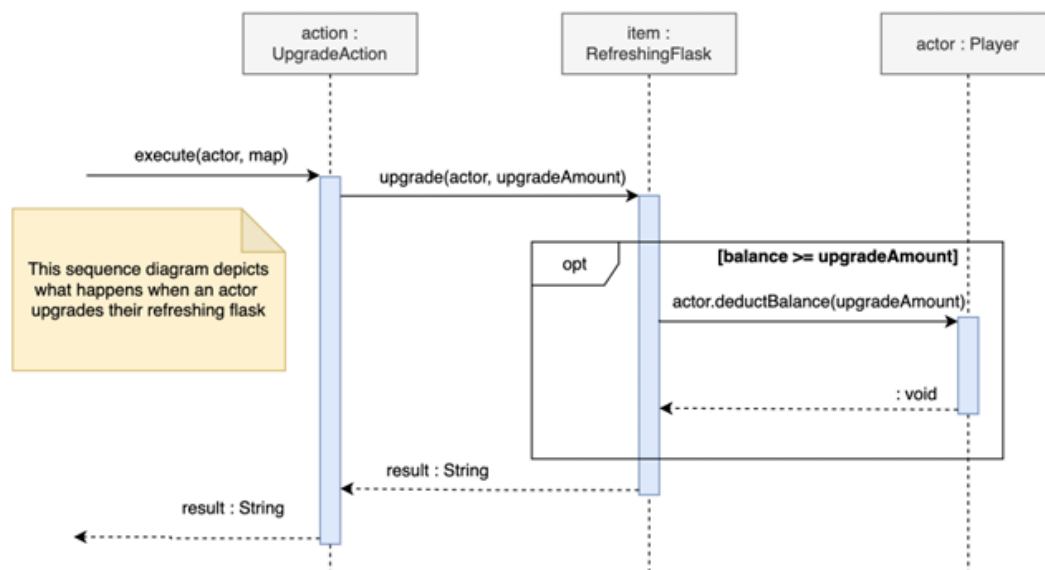 action :
UpgradeAction
item :
RefreshingFlask
actor : Player
execute(actor, map)
upgrade(actor, upgradeAmount)
This sequence diagram depicts
what happens when an actor
upgrades their refreshing flask
opt
[balance >= upgradeAmount]
actor.deductBalance(upgradeAmount)
: void
result : String
result : String